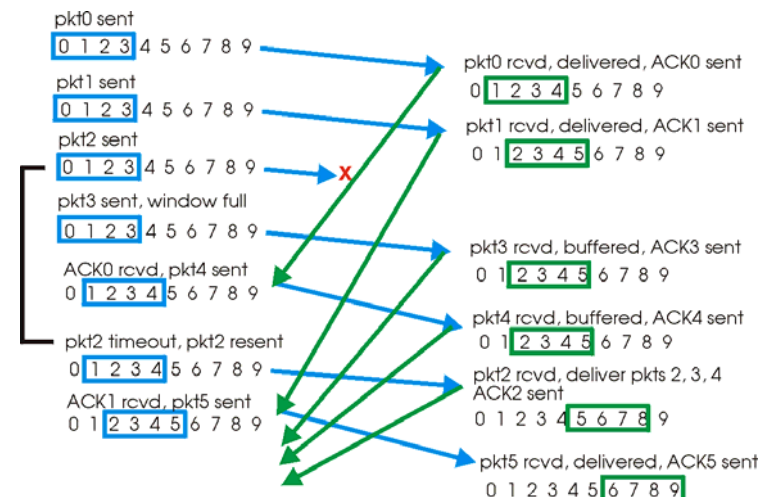 pkt0 sent
0 1 2 3 4 5 6 7 8 9
pkt1 sent
0 1 2 3 4 5 6 7 8 9
pkt2 sent
0 1 2 3 4 5 6 7 8 9
X
pkt3 sent, window full
0 1 2 3 4 5 6 7 8 9
ACK0 rcvd, pkt4 sent
0 1 2 3 4 5 6 7 8 9
pkt2 timeout, pkt2 resent
0 1 2 3 4 5 6 7 8 9
ACK1 rcvd, pkt5 sent
0 1 2 3 4 5 6 7 8 9
pkt0 rcvd, delivered, ACK0 sent
0 1 2 3 4 5 6 7 8 9
pkt1 rcvd, delivered, ACK1 sent
0 1 2 3 4 5 6 7 8 9
pkt3 rcvd, buffered, ACK3 sent
0 1 2 3 4 5 6 7 8 9
pkt4 rcvd, buffered, ACK4 sent
0 1 2 3 4 5 6 7 8 9
pkt2 rcvd, deliver pkts 2, 3, 4
ACK2 sent
0 1 2 3 4 5 6 7 8 9
pkt5 rcvd, delivered, ACK5 sent
0 1 2 3 4 5 6 7 8 9